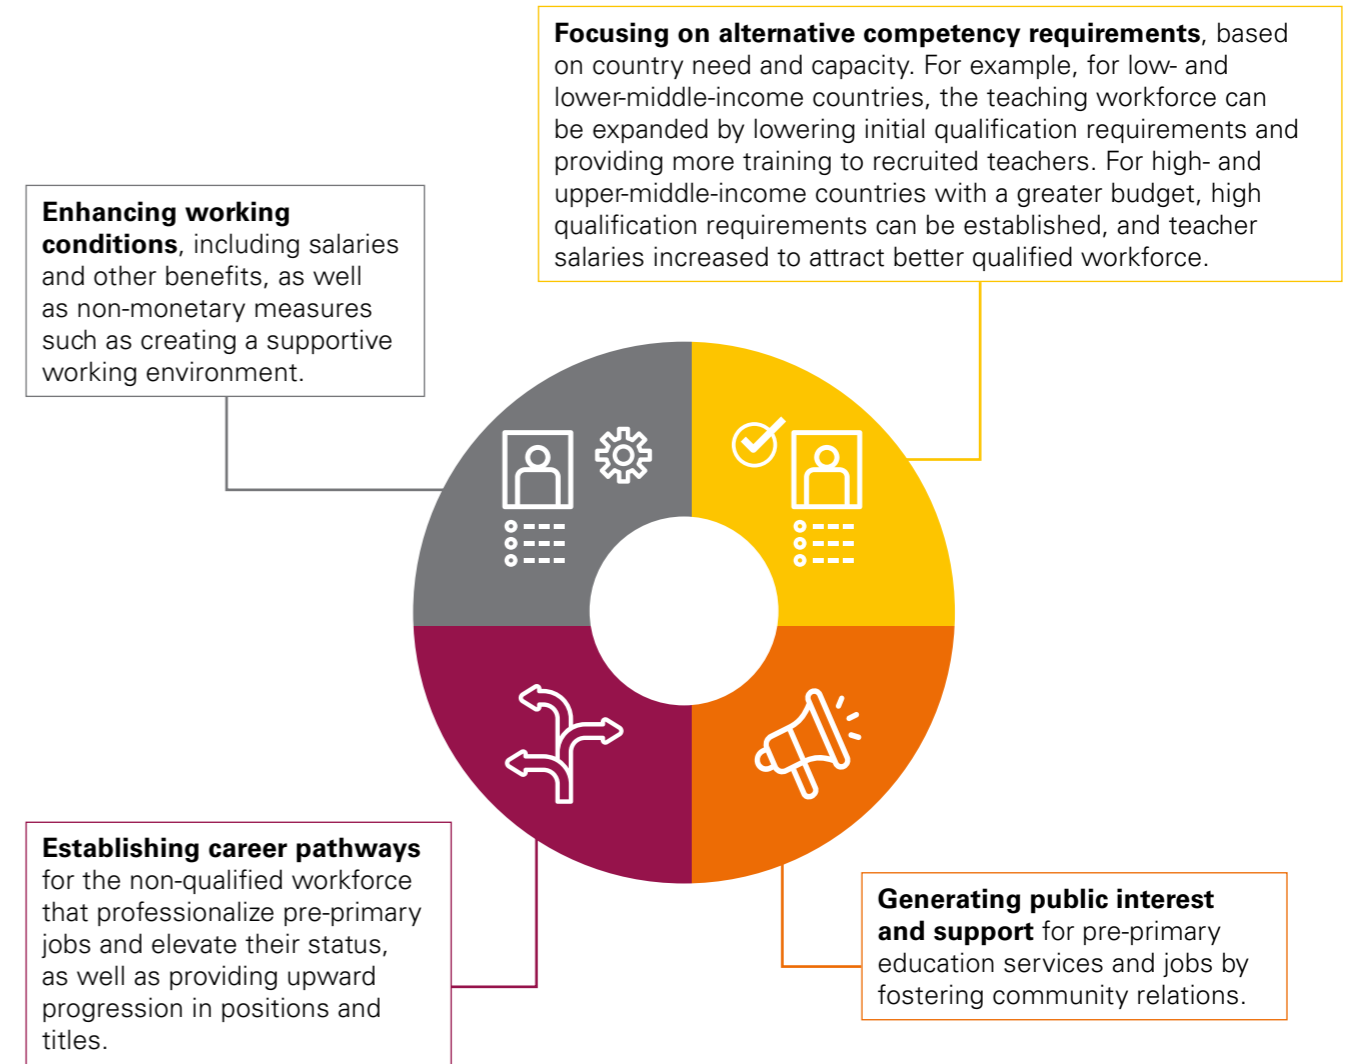 Focusing on alternative competency requirements, based
on country need and capacity. For example, for low- and
lower-middle-income countries, the teaching workforce can
be expanded by lowering initial qualification requirements and
providing more training to recruited teachers. For high- and
upper-middle-income countries with a greater budget, high
qualification requirements can be established, and teacher
salaries increased to attract better qualified workforce.
Enhancing working
conditions, including salaries
and other benefits, as well
as non-monetary measures
such as creating a supportive
working environment.
Establishing career pathways
for the non-qualified workforce
that professionalize pre-primary
jobs and elevate their status,
as well as providing upward
progression in positions and
titles.
Generating public interest
and support for pre-primary
education services and jobs by
fostering community relations.